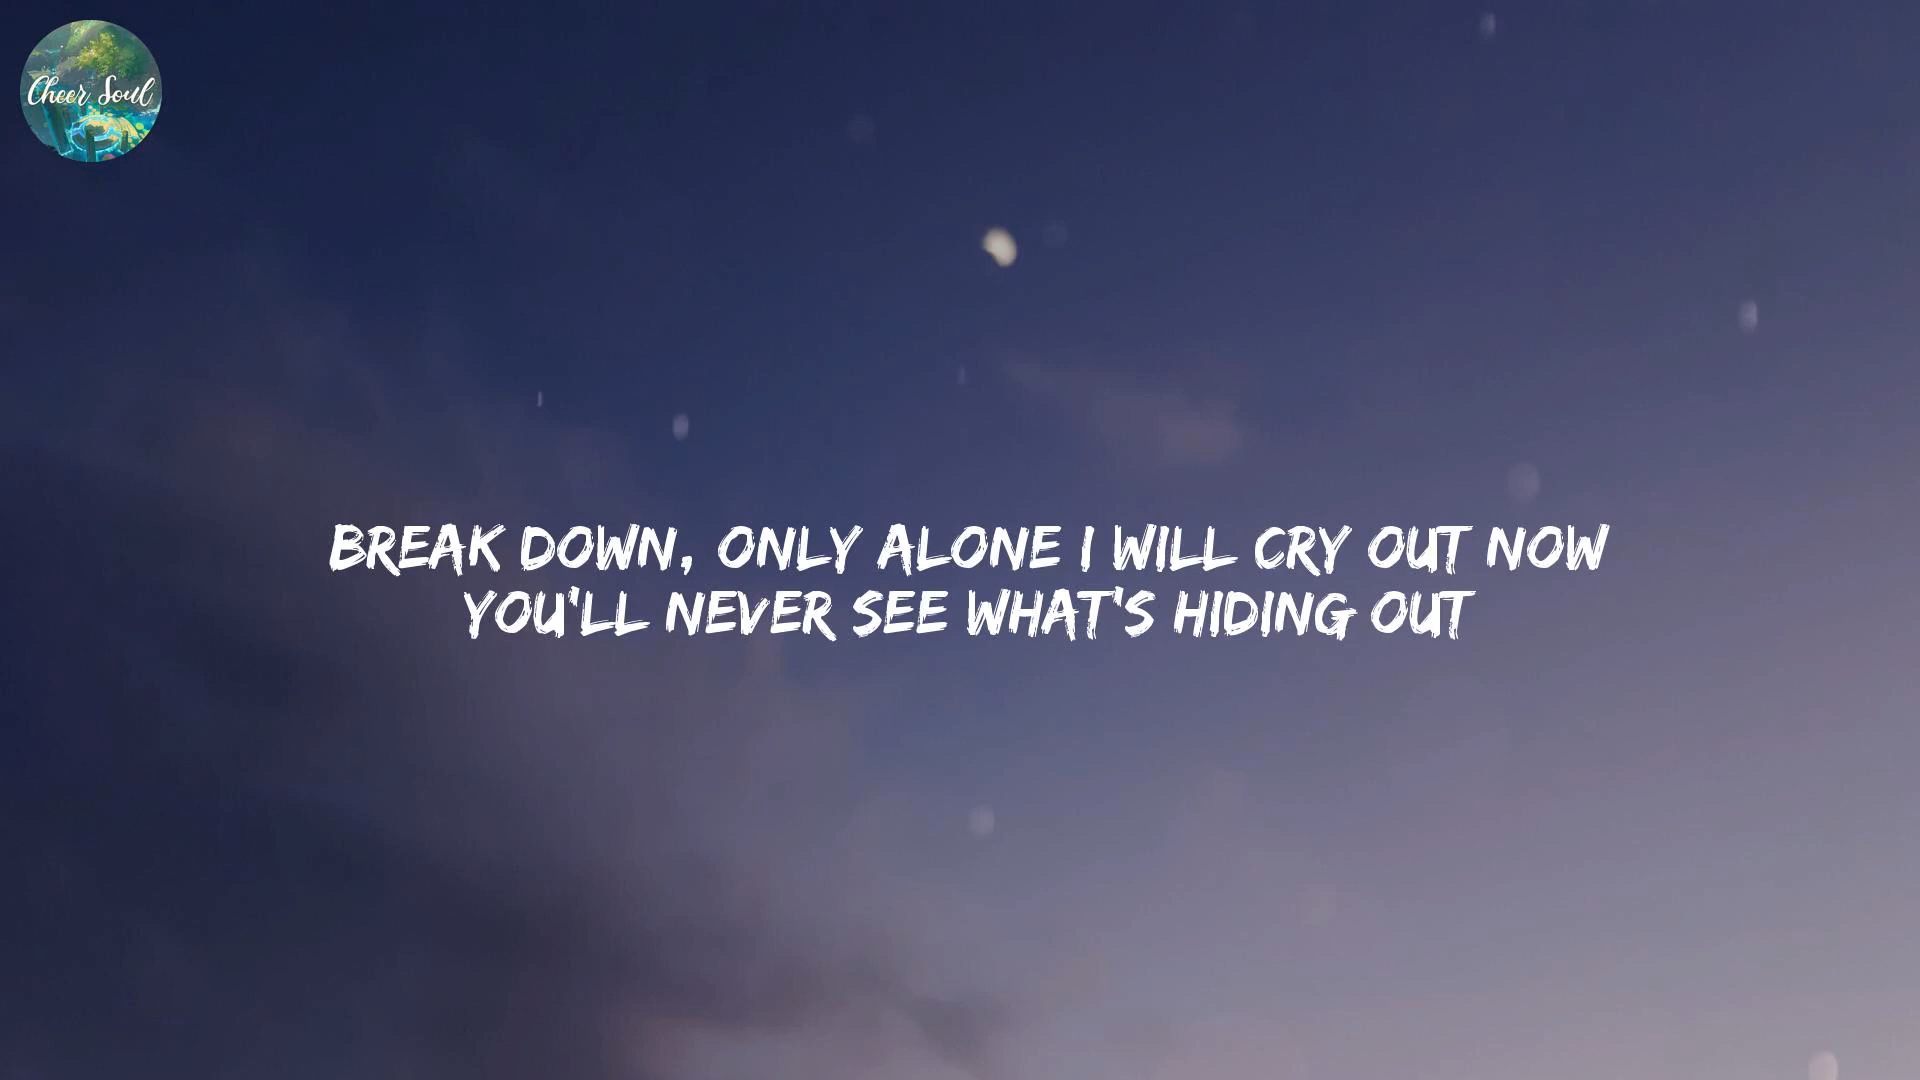 Cheer Soul
BREAK DOWN, ONLY ALONE I WILL CRY OUT NOW
YOU'LL NEVER SEE WHAT'S HIDING OUT